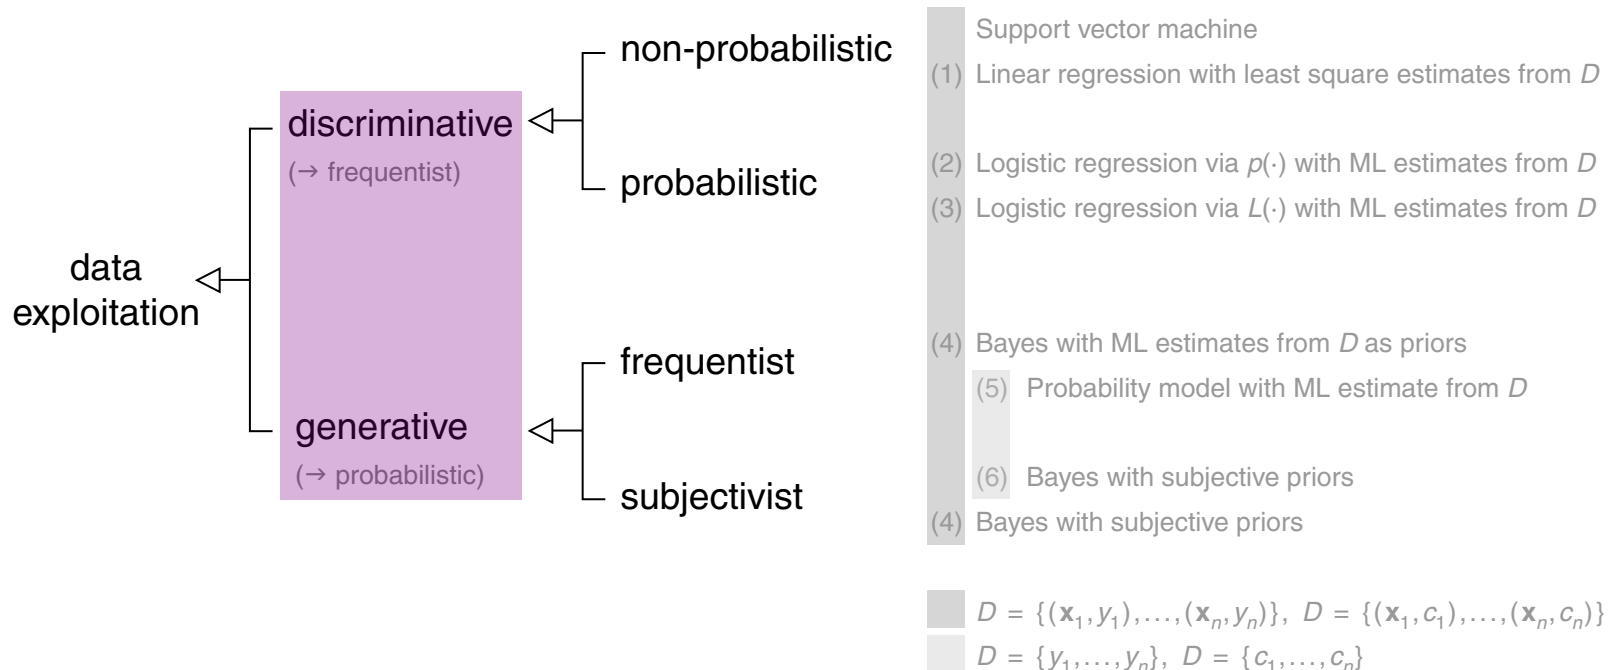 data
exploitation
discriminative
(→ frequentist)
generative
(→ probabilistic)
non-probabilistic
probabilistic
frequentist
subjectivist
Support vector machine
(1) Linear regression with least square estimates from D
(2) Logistic regression via p(·) with ML estimates from D
(3) Logistic regression via L(·) with ML estimates from D
(4) Bayes with ML estimates from D as priors
(5) Probability model with ML estimate from D
(6) Bayes with subjective priors
(4) Bayes with subjective priors
D = {(x₁,y₁),...,(xₙ,yₙ)}, D = {(x₁,c₁),...,(xₙ,cₙ)}
D = {y₁,...,yₙ}, D = {c₁,...,cₙ}